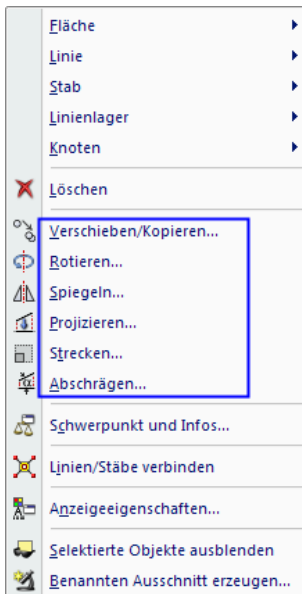 Fläche
Linie
Stab
Linienlager
Knoten
Löschen
Verschieben/Kopieren...
Rotieren...
Spiegeln...
Projizieren...
Strecken...
Abschrägen...
Schwerpunkt und Infos...
Linien/Stäbe verbinden
Anzeigeeigenschaften...
Selektierte Objekte ausblenden
Benannten Ausschnitt erzeugen...